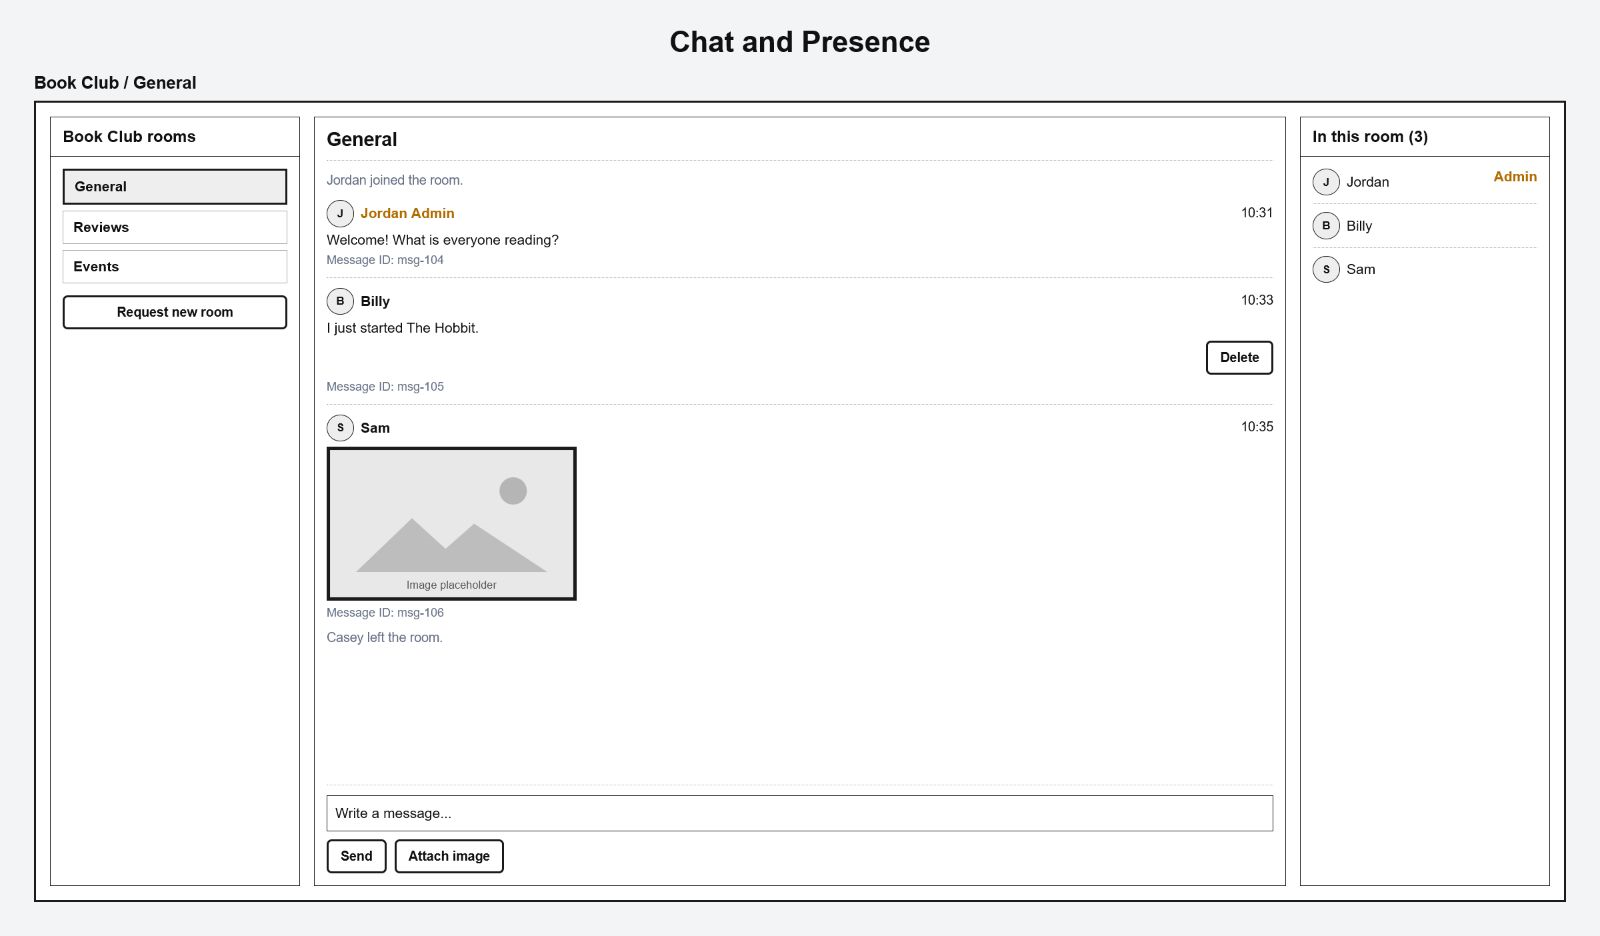 Chat and Presence
Book Club / General
Book Club rooms
General
Reviews
Events
Request new room
General
Jordan joined the room.
J Jordan Admin 10:31
Welcome! What is everyone reading?
Message ID: msg-104
B Billy 10:33
I just started The Hobbit.
Delete
Message ID: msg-105
S Sam 10:35
Image placeholder
Message ID: msg-106
Casey left the room.
Write a message...
Send Attach image
In this room (3)
J Jordan Admin
B Billy
S Sam